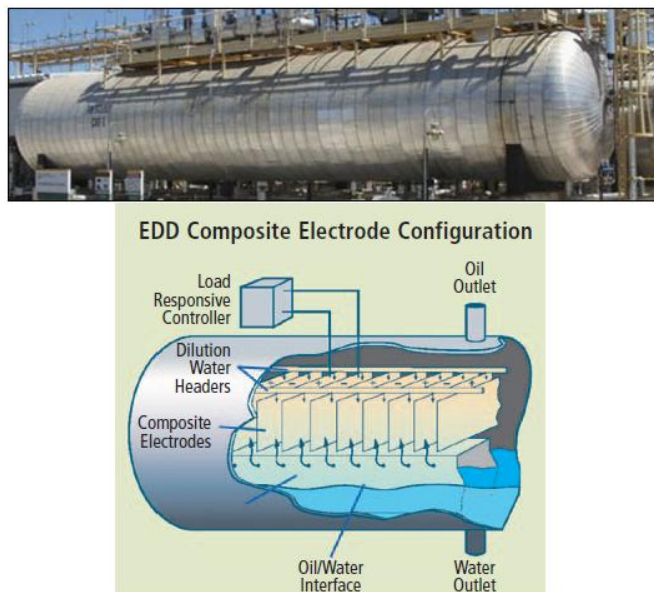 EDD Composite Electrode Configuration
Load
Responsive
Controller
Oil
Outlet
Dilution
Water
Headers
Composite
Electrodes
Oil/Water
Interface
Water
Outlet